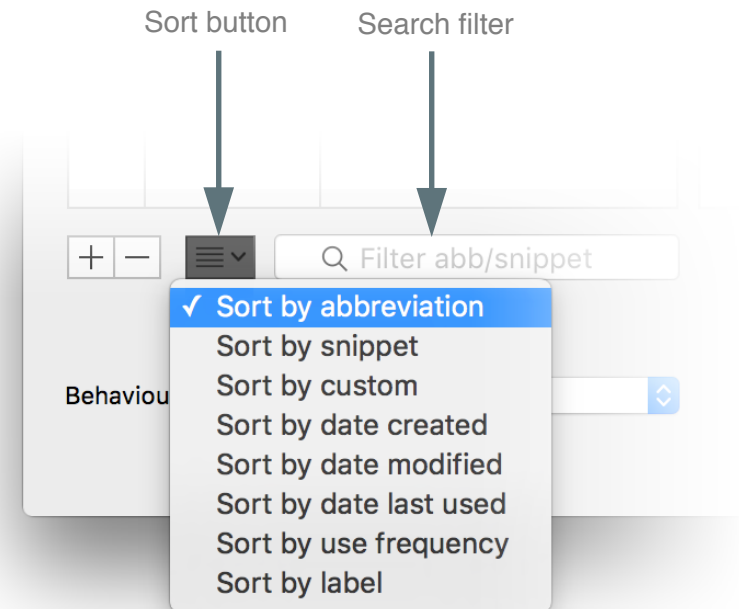 Sort button
Search filter
Filter abb/snippet
✓ Sort by abbreviation
Sort by snippet
Sort by custom
Behaviou
Sort by date created
Sort by date modified
Sort by date last used
Sort by use frequency
Sort by label